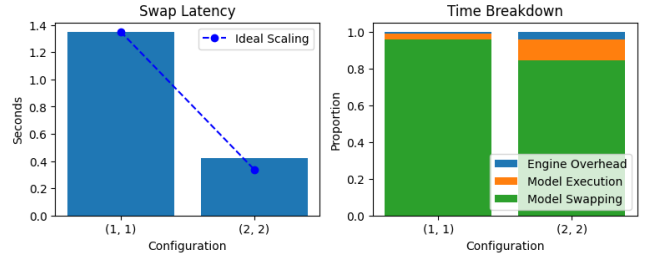 Swap Latency
Seconds
1.4
1.2
1.0
0.8
0.6
0.4
0.2
0.0
Ideal Scaling
(1, 1)
(2, 2)
Configuration
Time Breakdown
Proportion
1.0
0.8
0.6
0.4
0.2
0.0
Engine Overhead
Model Execution
Model Swapping
(1, 1)
(2, 2)
Configuration